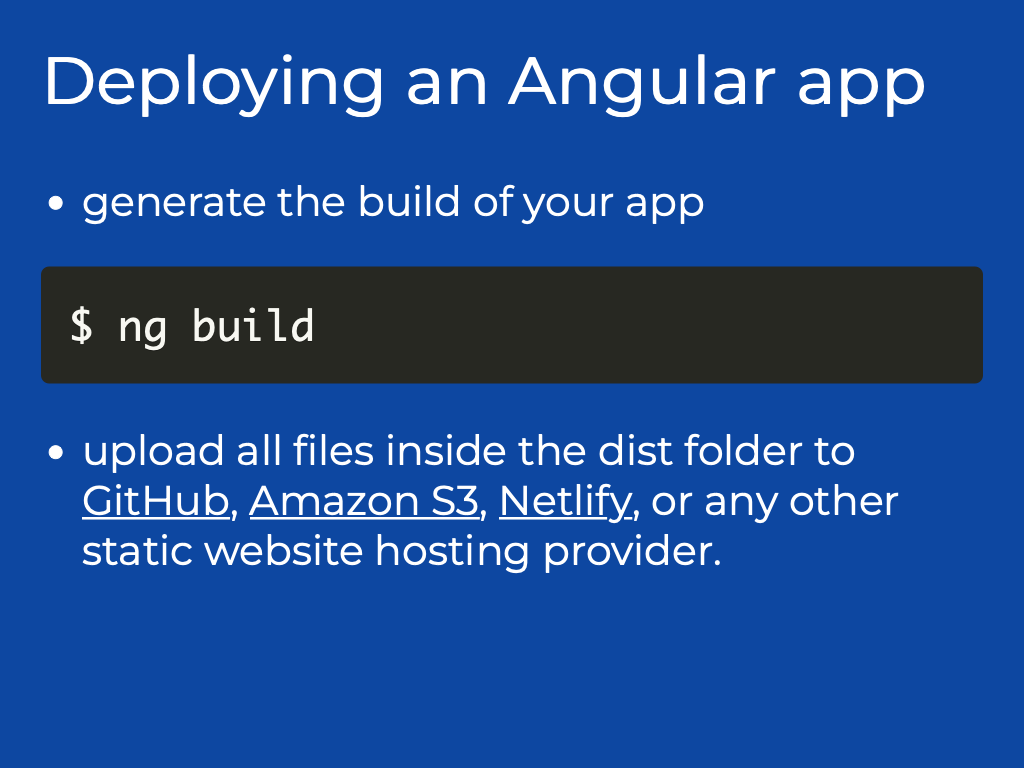 Deploying an Angular app
• generate the build of your app
$ ng build
• upload all files inside the dist folder to
GitHub, Amazon S3, Netlify, or any other
static website hosting provider.